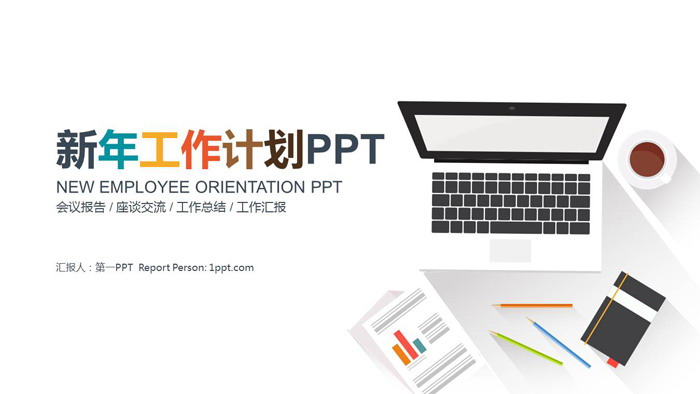 新年工作计划PPT
NEW EMPLOYEE ORIENTATION PPT
会议报告 / 座谈交流 / 工作总结 / 工作汇报
汇报人：第一PPT  Report Person: 1ppt.com